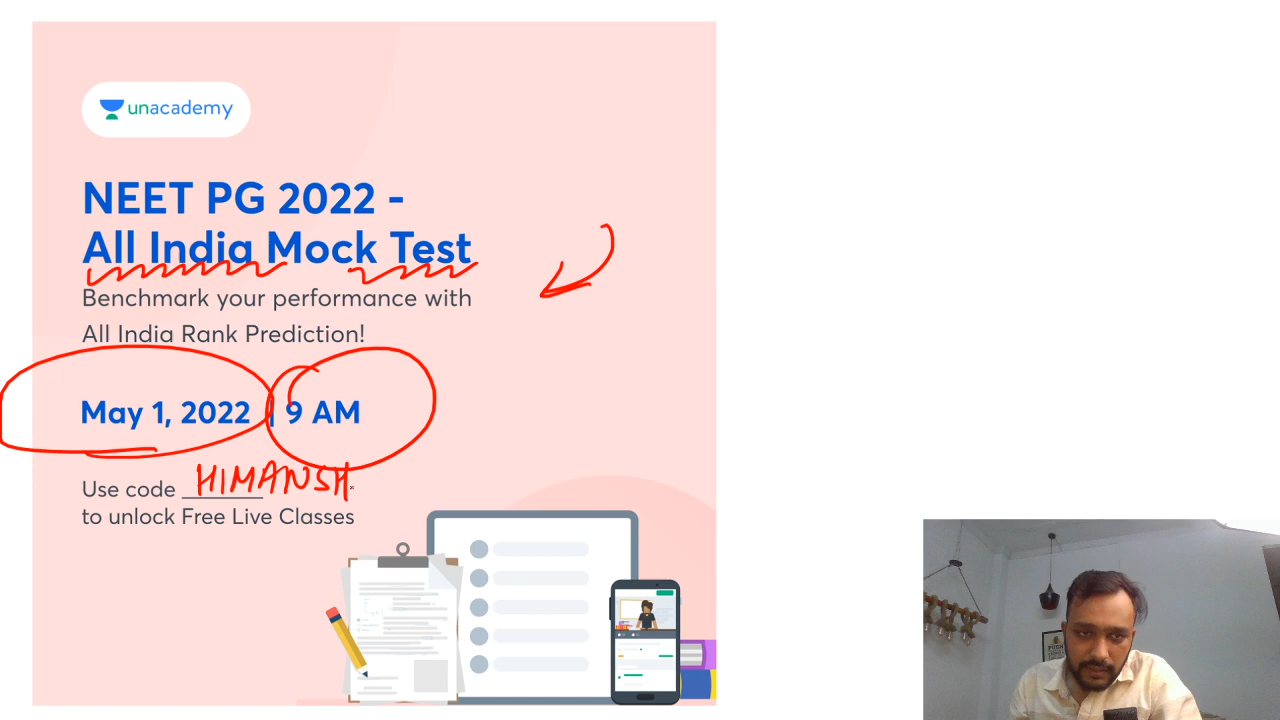 unacademy
NEET PG 2022 -
All India Mock Test
Benchmark your performance with
All India Rank Prediction!
May 1, 2022 | 9 AM
Use code HIMANSH
to unlock Free Live Classes
PUSH